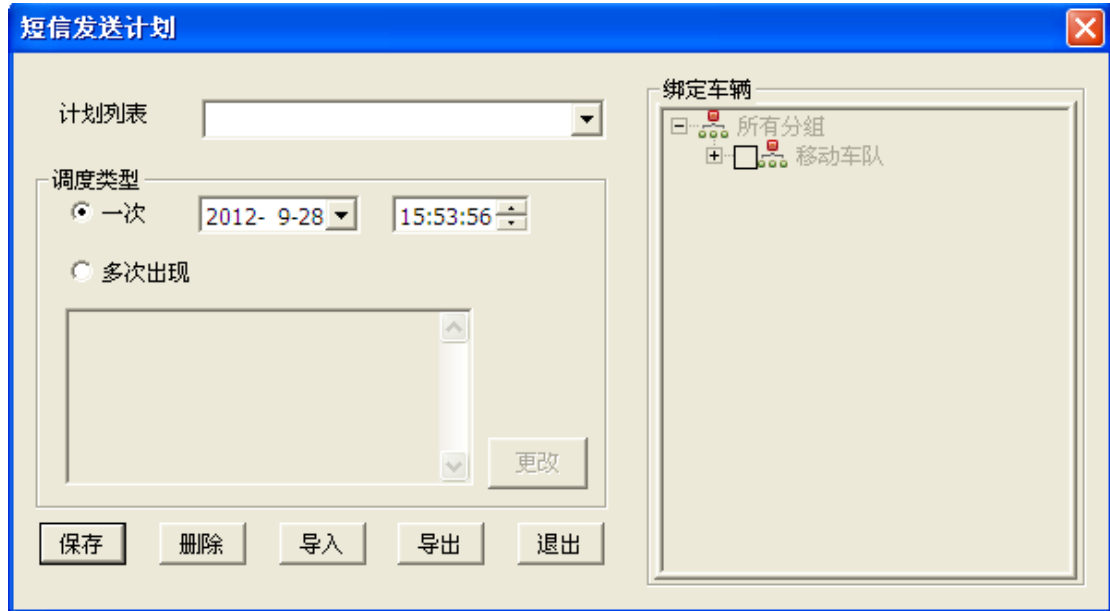 短信发送计划
计划列表
调度类型
一次 2012- 9-28 15:53:56
多次出现
更改
保存 删除 导入 导出 退出
绑定车辆
所有分组
移动车队